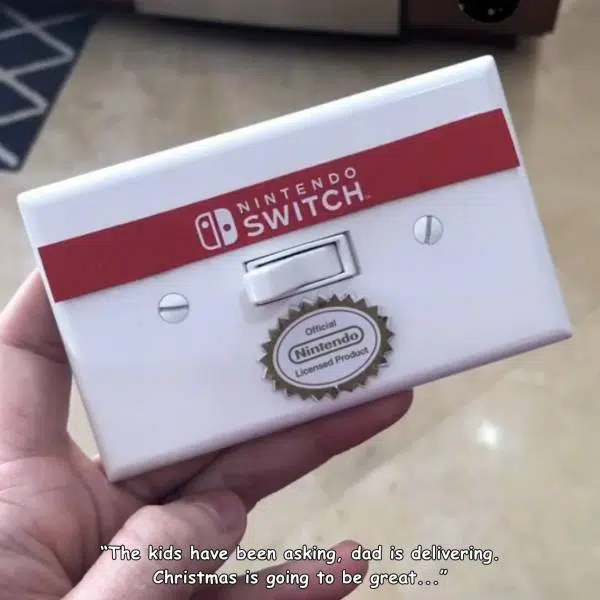 NINTENDO
SWITCH
Official
Nintendo
Licensed Product
"The kids have been asking, dad is delivering.
Christmas is going to be great..."